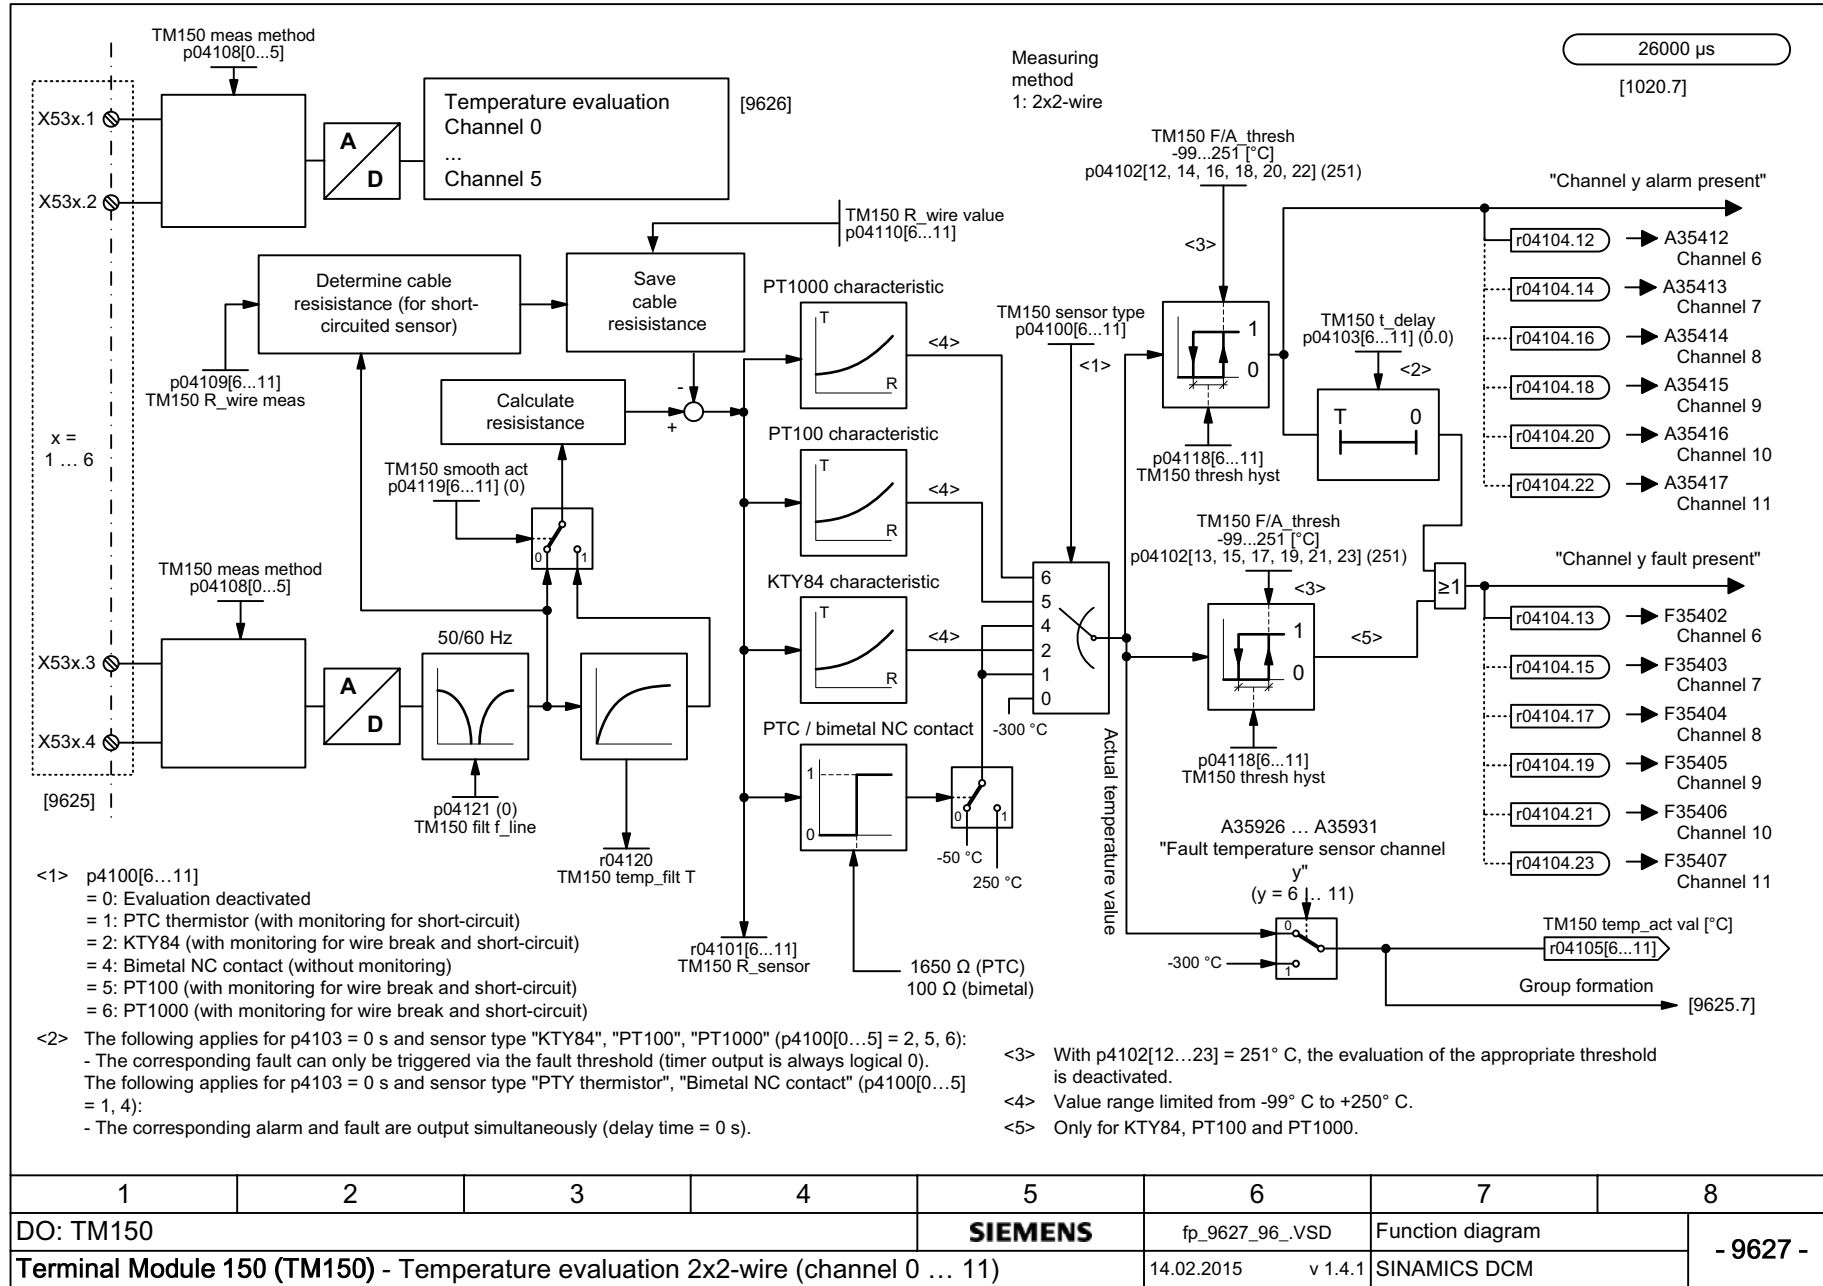 TM150 meas method
p04108[0...5]
X53x.1
X53x.2
A
D
Temperature evaluation
Channel 0
...
Channel 5
[9626]
Measuring
method
1: 2x2-wire
26000 µs
[1020.7]
TM150 R_wire value
p04110[6...11]
Determine cable
resisistance (for short-
circuited sensor)
Save
cable
resisistance
p04109[6...11]
TM150 R_wire meas
Calculate
resisistance
-
+
x =
1 … 6
TM150 smooth act
p04119[6...11] (0)
0
1
TM150 meas method
p04108[0...5]
X53x.3
X53x.4
[9625]
A
D
50/60 Hz
p04121 (0)
TM150 filt f_line
r04120
TM150 temp_filt T
PT1000 characteristic
T
R
<4>
PT100 characteristic
T
R
<4>
KTY84 characteristic
T
R
<4>
PTC / bimetal NC contact
1
0
0
1
-50 °C
250 °C
r04101[6...11]
TM150 R_sensor
1650 Ω (PTC)
100 Ω (bimetal)
TM150 sensor type
p04100[6...11]
<1>
6
5
4
2
1
0
-300 °C
Actual temperature value
TM150 F/A_thresh
-99...251 [°C]
p04102[12, 14, 16, 18, 20, 22] (251)
<3>
1
0
p04118[6...11]
TM150 thresh hyst
TM150 t_delay
p04103[6...11] (0.0)
<2>
T 0
TM150 F/A_thresh
-99...251 [°C]
p04102[13, 15, 17, 19, 21, 23] (251)
<3>
1
0
<5>
p04118[6...11]
TM150 thresh hyst
≥1
"Channel y alarm present"
r04104.12 A35412
Channel 6
r04104.14 A35413
Channel 7
r04104.16 A35414
Channel 8
r04104.18 A35415
Channel 9
r04104.20 A35416
Channel 10
r04104.22 A35417
Channel 11
"Channel y fault present"
r04104.13 F35402
Channel 6
r04104.15 F35403
Channel 7
r04104.17 F35404
Channel 8
r04104.19 F35405
Channel 9
r04104.21 F35406
Channel 10
r04104.23 F35407
Channel 11
A35926 … A35931
"Fault temperature sensor channel
y"
(y = 6 … 11)
0
1
-300 °C
TM150 temp_act val [°C]
r04105[6...11]
Group formation
[9625.7]
<1> p4100[6…11]
= 0: Evaluation deactivated
= 1: PTC thermistor (with monitoring for short-circuit)
= 2: KTY84 (with monitoring for wire break and short-circuit)
= 4: Bimetal NC contact (without monitoring)
= 5: PT100 (with monitoring for wire break and short-circuit)
= 6: PT1000 (with monitoring for wire break and short-circuit)
<2> The following applies for p4103 = 0 s and sensor type "KTY84", "PT100", "PT1000" (p4100[0…5] = 2, 5, 6):
- The corresponding fault can only be triggered via the fault threshold (timer output is always logical 0).
The following applies for p4103 = 0 s and sensor type "PTY thermistor", "Bimetal NC contact" (p4100[0…5]
= 1, 4):
- The corresponding alarm and fault are output simultaneously (delay time = 0 s).
<3> With p4102[12…23] = 251° C, the evaluation of the appropriate threshold
is deactivated.
<4> Value range limited from -99° C to +250° C.
<5> Only for KTY84, PT100 and PT1000.
1 2 3 4 5 6 7 8
DO: TM150
SIEMENS
fp_9627_96_.VSD
Function diagram
- 9627 -
Terminal Module 150 (TM150) - Temperature evaluation 2x2-wire (channel 0 … 11)
14.02.2015 v 1.4.1
SINAMICS DCM